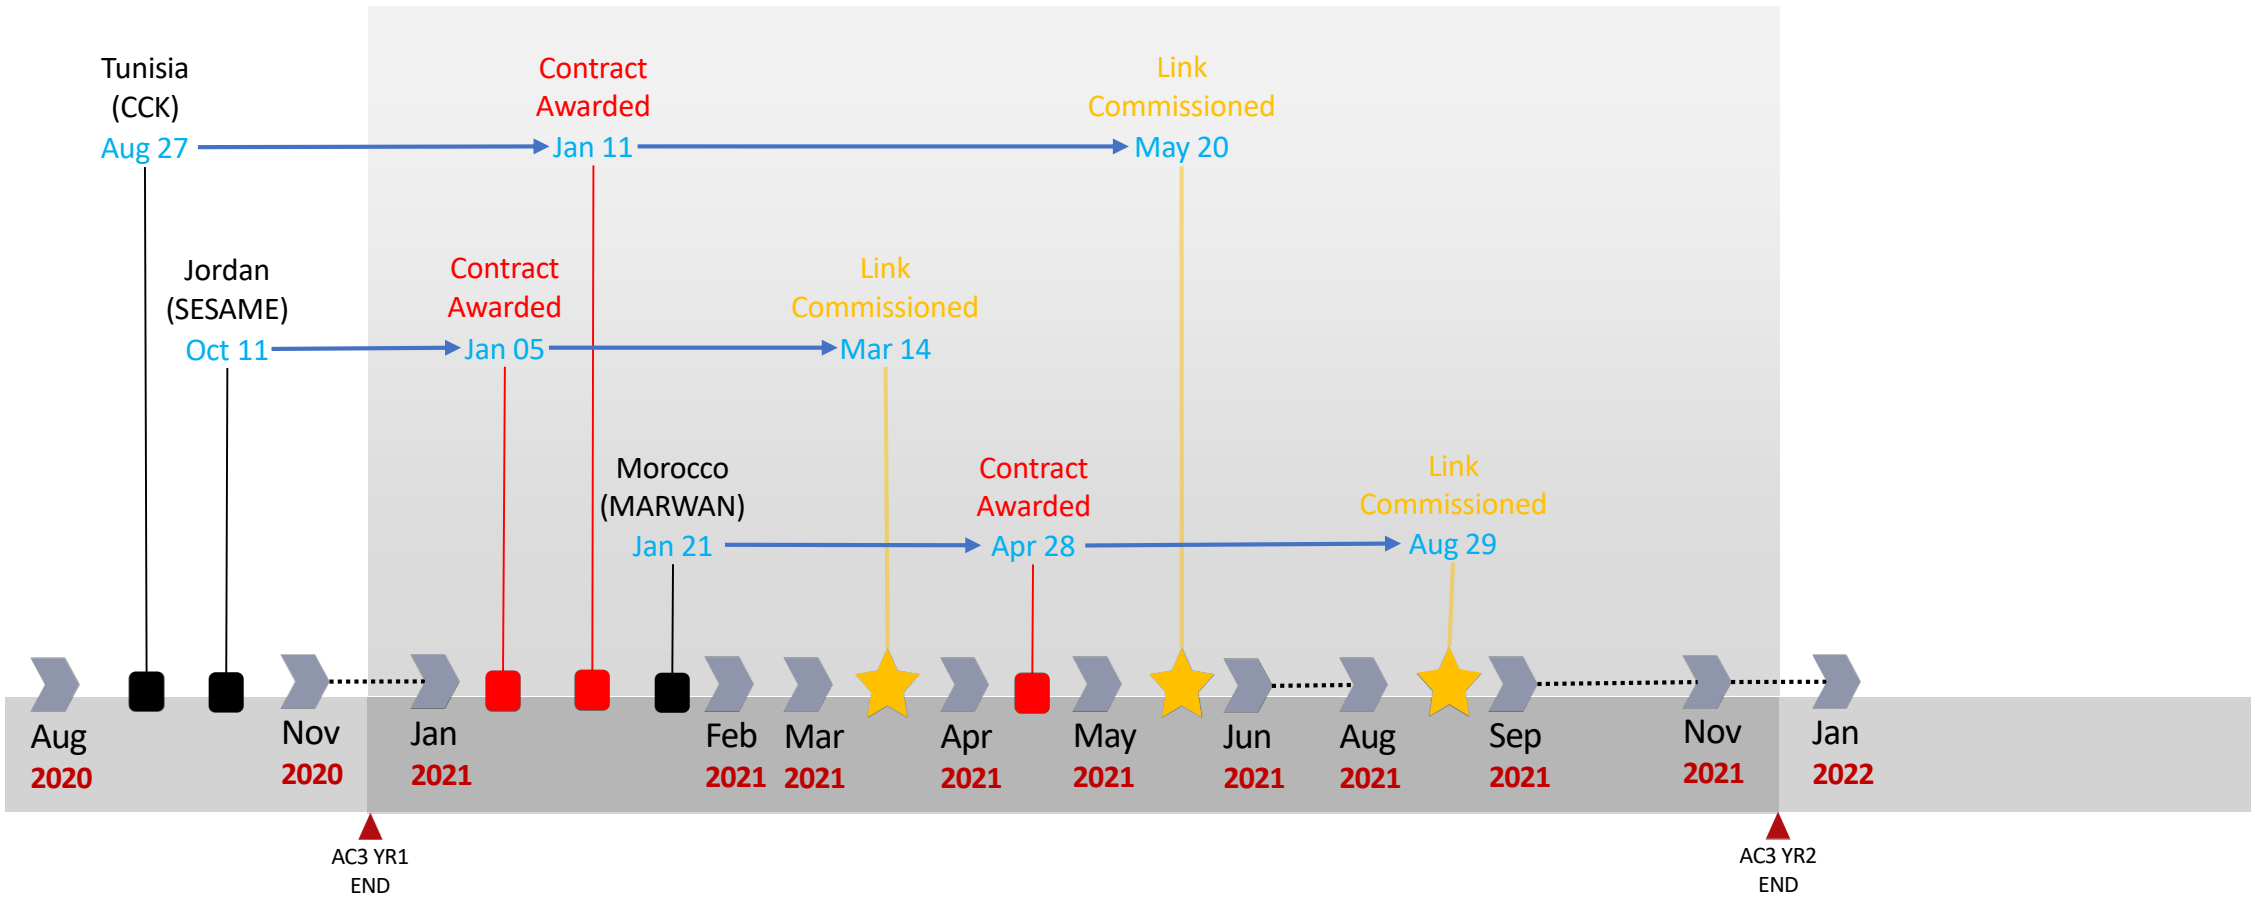 Tunisia
(CCK)
Aug 27
Contract
Awarded
Jan 11
Link
Commissioned
May 20
Jordan
(SESAME)
Oct 11
Contract
Awarded
Jan 05
Link
Commissioned
Mar 14
Morocco
(MARWAN)
Jan 21
Contract
Awarded
Apr 28
Link
Commissioned
Aug 29
Aug
2020
Nov
2020
Jan
2021
Feb
2021
Mar
2021
Apr
2021
May
2021
Jun
2021
Aug
2021
Sep
2021
Nov
2021
Jan
2022
AC3 YR1
END
AC3 YR2
END